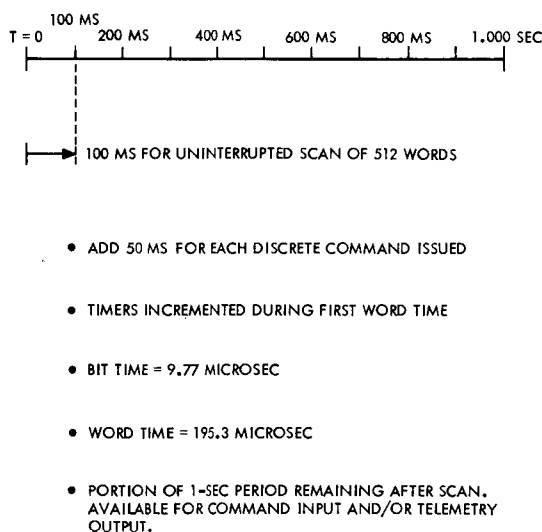 100 MS
T = 0 200 MS 400 MS 600 MS 800 MS 1.000 SEC
100 MS FOR UNINTERRUPTED SCAN OF 512 WORDS
• ADD 50 MS FOR EACH DISCRETE COMMAND ISSUED
• TIMERS INCREMENTED DURING FIRST WORD TIME
• BIT TIME = 9.77 MICROSEC
• WORD TIME = 195.3 MICROSEC
• PORTION OF 1-SEC PERIOD REMAINING AFTER SCAN.
AVAILABLE FOR COMMAND INPUT AND/OR TELEMETRY
OUTPUT.